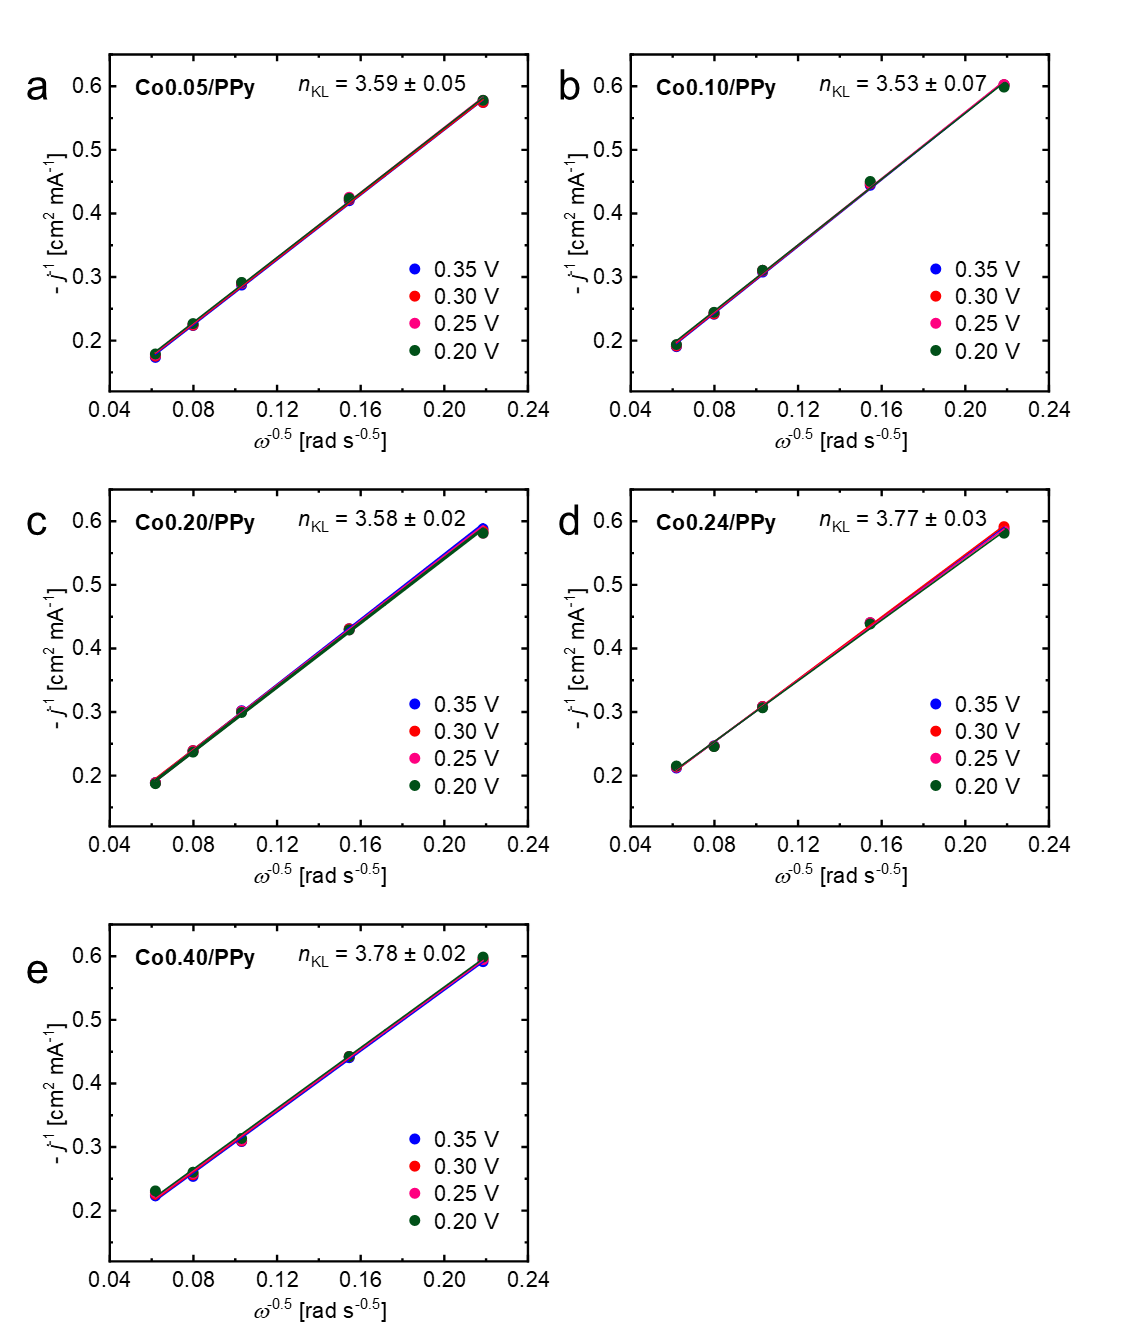 a
Co0.05/PPy
nKL = 3.59 ± 0.05
0.6
0.5
0.4
0.3
0.2
- j-1 [cm2 mA-1]
0.35 V
0.30 V
0.25 V
0.20 V
0.04 0.08 0.12 0.16 0.20 0.24
ω-0.5 [rad s-0.5]
b
Co0.10/PPy
nKL = 3.53 ± 0.07
0.6
0.5
0.4
0.3
0.2
- j-1 [cm2 mA-1]
0.35 V
0.30 V
0.25 V
0.20 V
0.04 0.08 0.12 0.16 0.20 0.24
ω-0.5 [rad s-0.5]
c
Co0.20/PPy
nKL = 3.58 ± 0.02
0.6
0.5
0.4
0.3
0.2
- j-1 [cm2 mA-1]
0.35 V
0.30 V
0.25 V
0.20 V
0.04 0.08 0.12 0.16 0.20 0.24
ω-0.5 [rad s-0.5]
d
Co0.24/PPy
nKL = 3.77 ± 0.03
0.6
0.5
0.4
0.3
0.2
- j-1 [cm2 mA-1]
0.35 V
0.30 V
0.25 V
0.20 V
0.04 0.08 0.12 0.16 0.20 0.24
ω-0.5 [rad s-0.5]
e
Co0.40/PPy
nKL = 3.78 ± 0.02
0.6
0.5
0.4
0.3
0.2
- j-1 [cm2 mA-1]
0.35 V
0.30 V
0.25 V
0.20 V
0.04 0.08 0.12 0.16 0.20 0.24
ω-0.5 [rad s-0.5]